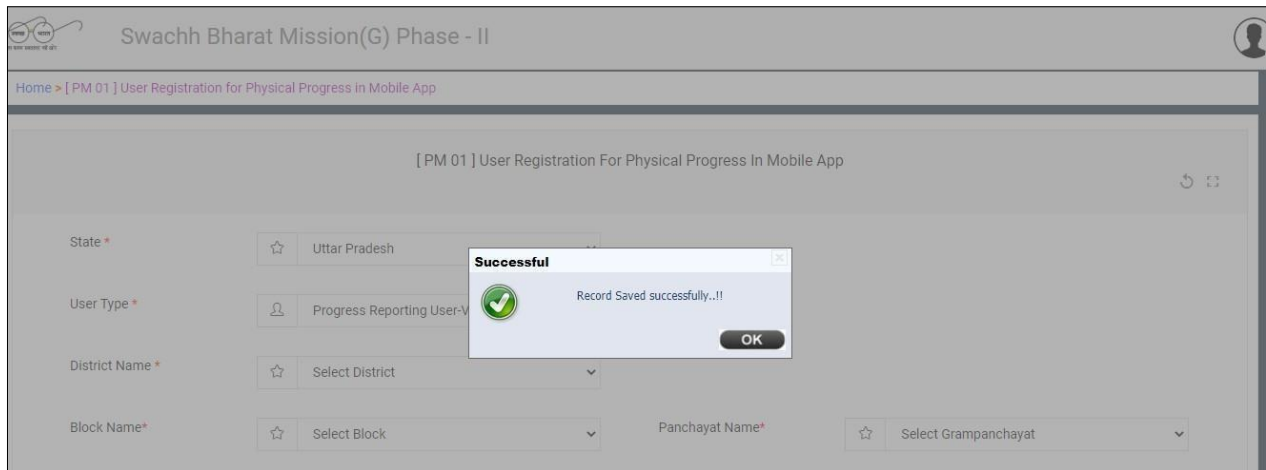 स्वच्छ भारत
Swachh Bharat Mission(G) Phase - II
Home > [ PM 01 ] User Registration for Physical Progress in Mobile App
[ PM 01 ] User Registration For Physical Progress In Mobile App
State *
Uttar Pradesh
Successful
Record Saved successfully..!!
OK
User Type *
Progress Reporting User-V
District Name *
Select District
Block Name*
Select Block
Panchayat Name*
Select Grampanchayat